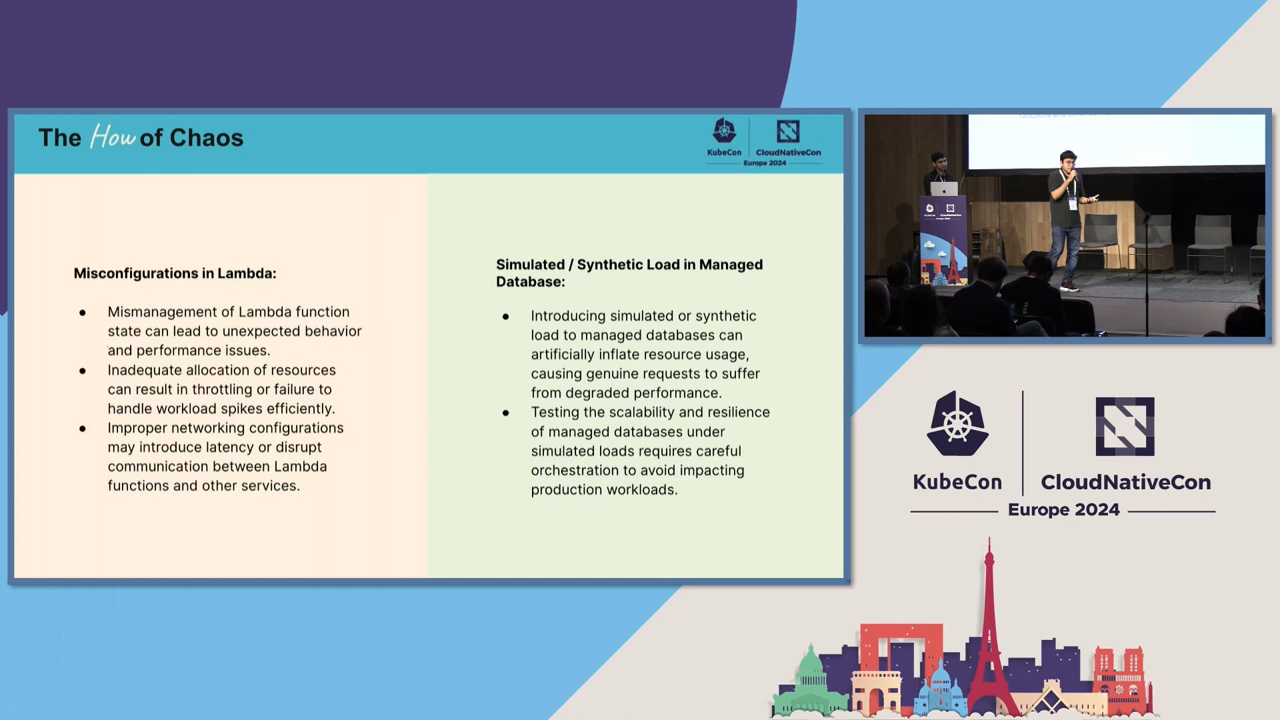 The How of Chaos
KubeCon
CloudNativeCon
Europe 2024
Misconfigurations in Lambda:
● Mismanagement of Lambda function
state can lead to unexpected behavior
and performance issues.
● Inadequate allocation of resources
can result in throttling or failure to
handle workload spikes efficiently.
● Improper networking configurations
may introduce latency or disrupt
communication between Lambda
functions and other services.
Simulated / Synthetic Load in Managed
Database:
● Introducing simulated or synthetic
load to managed databases can
artificially inflate resource usage,
causing genuine requests to suffer
from degraded performance.
● Testing the scalability and resilience
of managed databases under
simulated loads requires careful
orchestration to avoid impacting
production workloads.
KubeCon
CloudNativeCon
Europe 2024